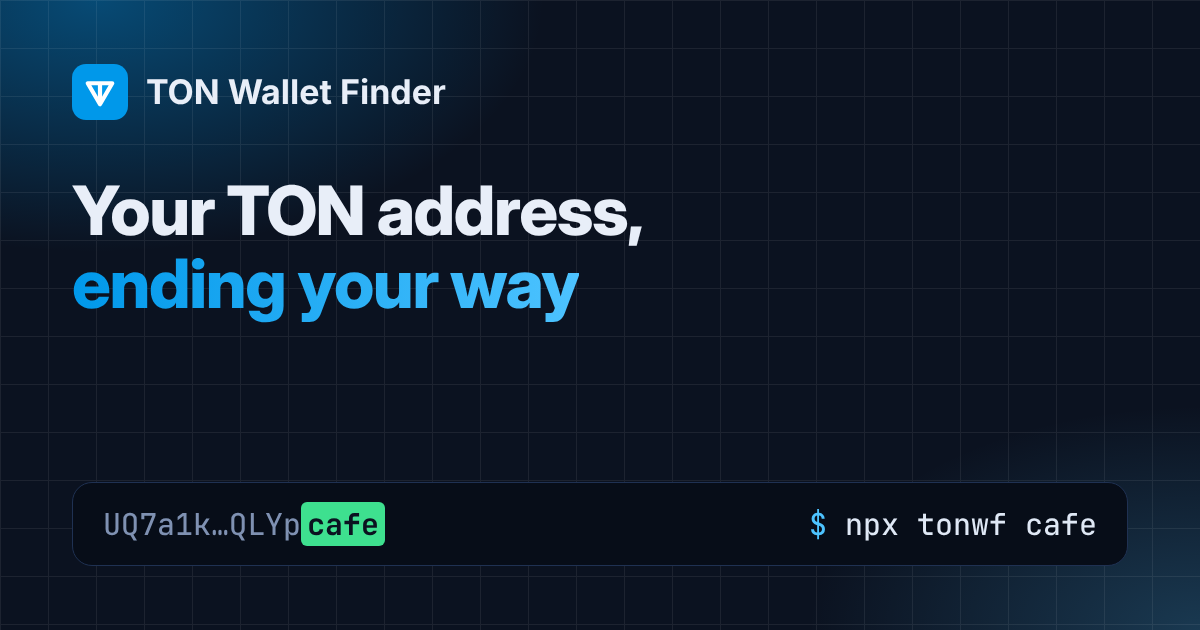 TON Wallet Finder
Your TON address,
ending your way
UQ7a1k…QLYpcafe
$ npx tonwf cafe